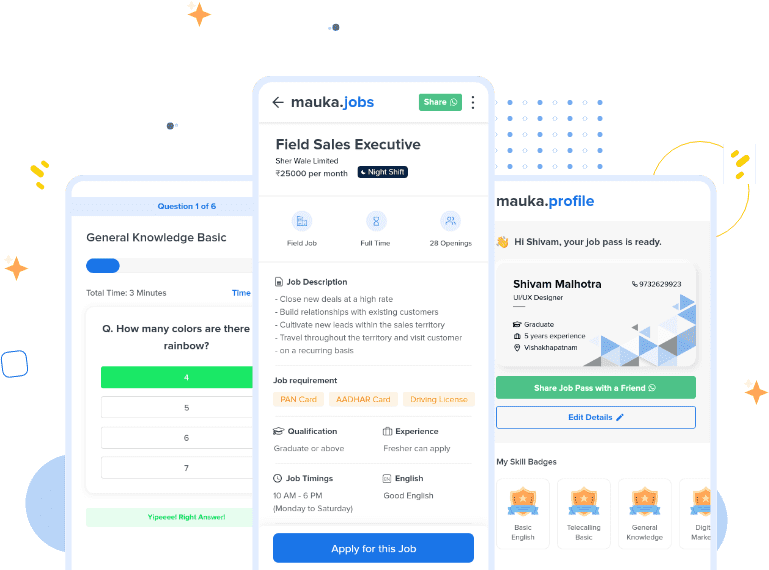 Question 1 of 6
General Knowledge Basic
Total Time: 3 Minutes
Time
Q. How many colors are there
rainbow?
4
5
6
7
Yipeeee! Right Answer!
mauka.jobs
Share
Field Sales Executive
Sher Wale Limited
₹25000 per month
Night Shift
Field Job
Full Time
28 Openings
Job Description
- Close new deals at a high rate
- Build relationships with existing customers
- Cultivate new leads within the sales territory
- Travel throughout the territory and visit customer
- on a recurring basis
Job requirement
PAN Card
AADHAR Card
Driving License
Qualification
Experience
Graduate or above
Fresher can apply
Job Timings
English
10 AM - 6 PM
Good English
(Monday to Saturday)
Apply for this Job
mauka.profile
Hi Shivam, your job pass is ready.
Shivam Malhotra
9732629923
UI/UX Designer
Graduate
5 years experience
Vishakhapatnam
Share Job Pass with a Friend
Edit Details
My Skill Badges
Basic
English
Telecalling
Basic
General
Knowledge
Digit
Marke